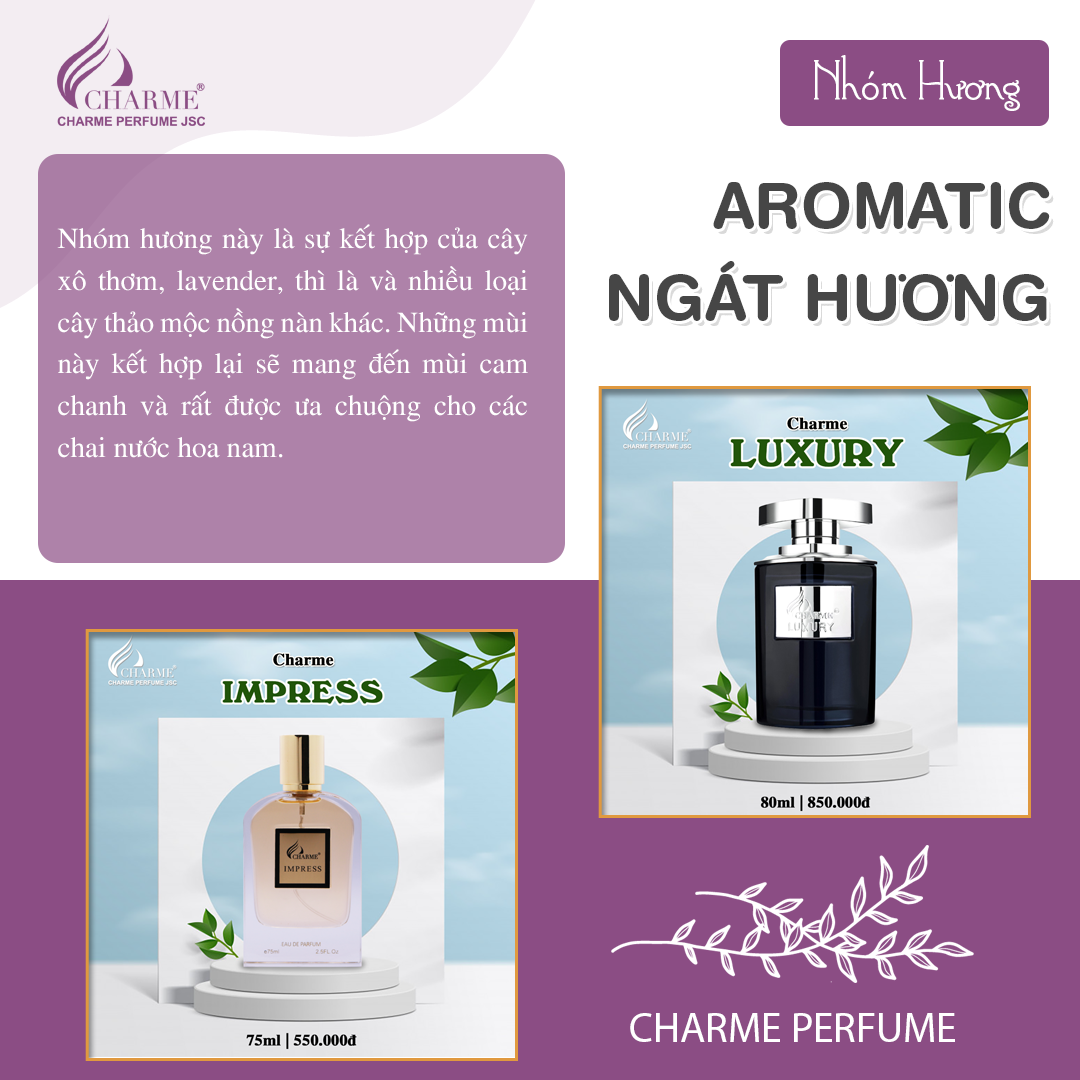 CHARME®
CHARME PERFUME JSC
Nhóm Hương
AROMATIC
NGÁT HƯƠNG
Nhóm hương này là sự kết hợp của cây
xô thơm, lavender, thì là và nhiều loại
cây thảo mộc nồng nàn khác. Những mùi
này kết hợp lại sẽ mang đến mùi cam
chanh và rất được ưa chuộng cho các
chai nước hoa nam.
CHARME®
CHARME PERFUME JSC
Charme
LUXURY
CHARME®
LUXURY
80ml | 850.000đ
CHARME®
CHARME PERFUME JSC
Charme
IMPRESS
CHARME®
IMPRESS
EAU DE PARFUME
75ml | 550.000đ
CHARME PERFUME